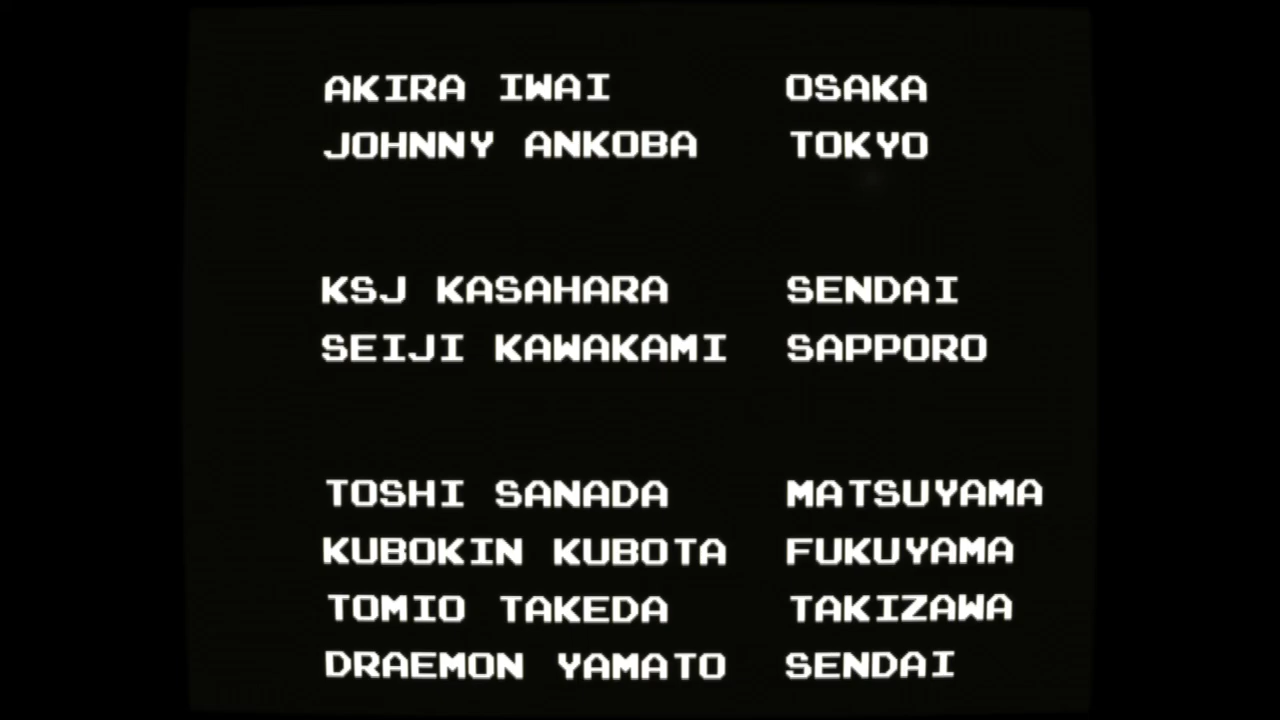 AKIRA IWAI OSAKA
JOHNNY ANKOBA TOKYO
KSJ KASAHARA SENDAI
SEIJI KAWAKAMI SAPPORO
TOSHI SANADA MATSUYAMA
KUBOKIN KUBOTA FUKUYAMA
TOMIO TAKEDA TAKIZAWA
DRAEMON YAMATO SENDAI